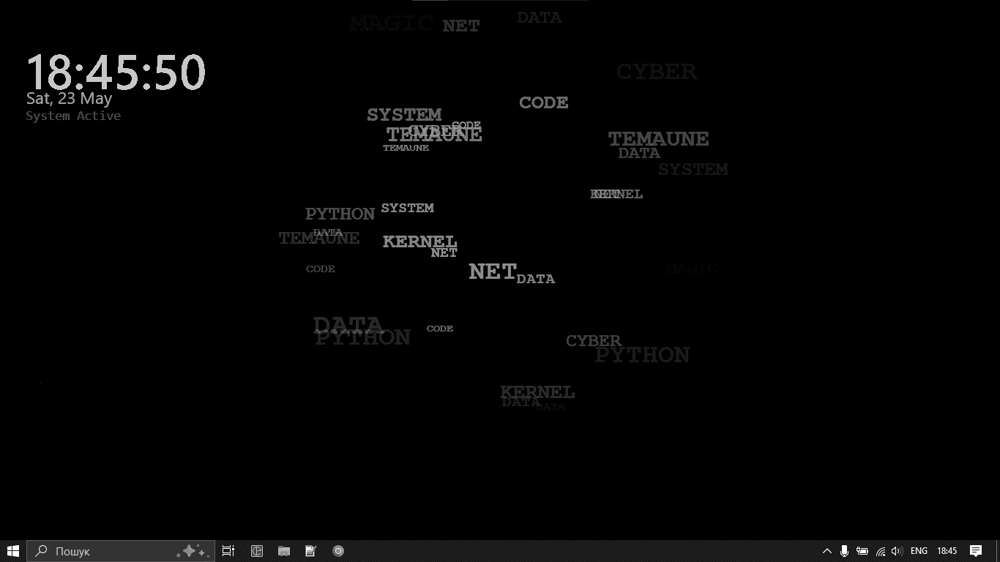 MAGIC
NET
DATA
18:45:50
Sat, 23 May
System Active
CYBER
CODE
SYSTEM
CODE
CYBER
TEMAUNE
TEMAUNE
TEMAUNE
DATA
SYSTEM
NET
KERNEL
SYSTEM
PYTHON
DATA
TEMAUNE
KERNEL
NET
CODE
NET
DATA
MAGIC
DATA
CODE
PYTHON
CYBER
PYTHON
KERNEL
DATA
DATA
Пошук
ENG
18:45